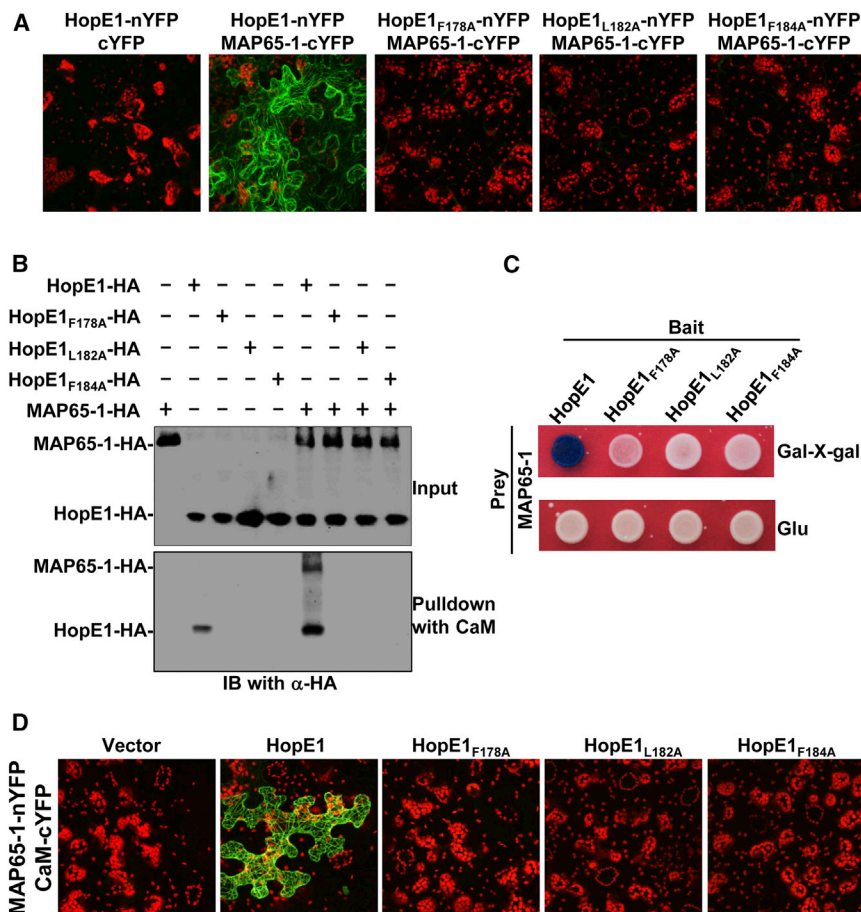 A
HopE1-nYFP
cYFP
HopE1-nYFP
MAP65-1-cYFP
HopE1F178A-nYFP
MAP65-1-cYFP
HopE1L182A-nYFP
MAP65-1-cYFP
HopE1F184A-nYFP
MAP65-1-cYFP
B
HopE1-HA - + - - - + - - -
HopE1F178A-HA - - + - - - + - -
HopE1L182A-HA - - - + - - - + -
HopE1F184A-HA - - - - + - - - +
MAP65-1-HA + - - - - + + + +
MAP65-1-HA-
Input
HopE1-HA-
MAP65-1-HA-
Pulldown
with CaM
HopE1-HA-
IB with α-HA
C
Bait
HopE1
HopE1F178A
HopE1L182A
HopE1F184A
Prey
MAP65-1
Gal-X-gal
Glu
D
Vector
HopE1
HopE1F178A
HopE1L182A
HopE1F184A
MAP65-1-nYFP
CaM-cYFP